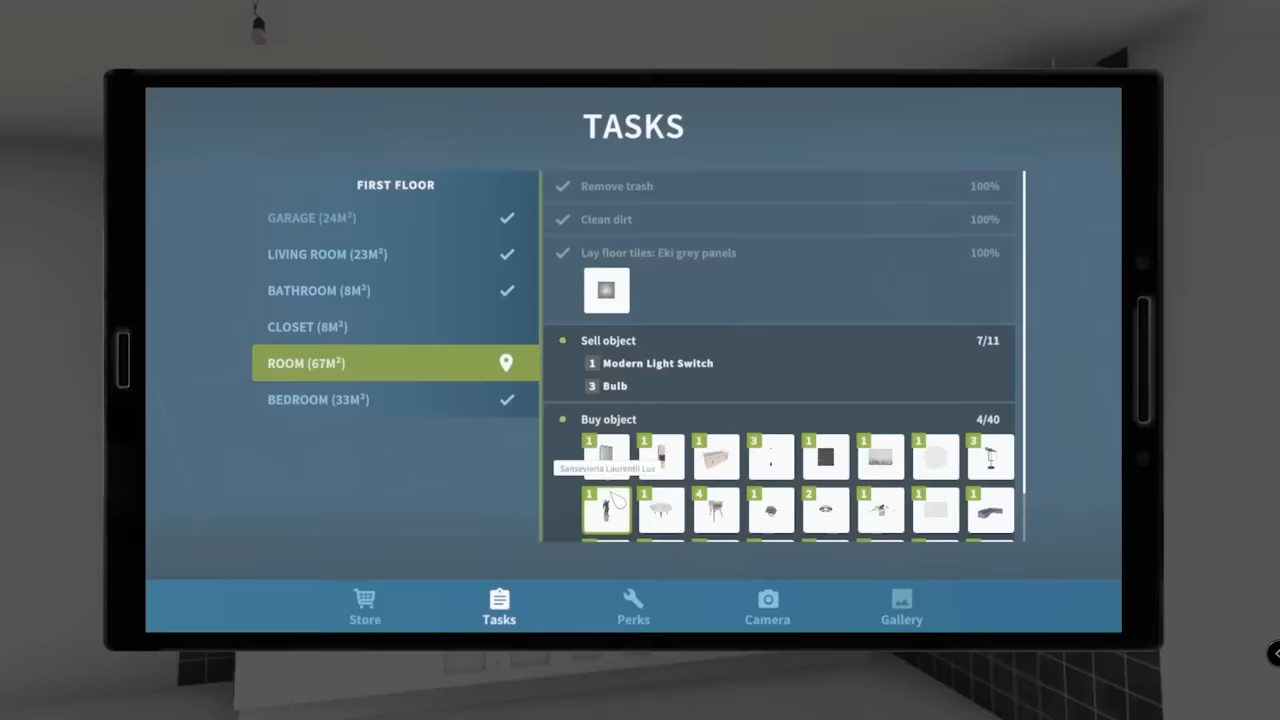 TASKS
FIRST FLOOR
GARAGE (24M²)
LIVING ROOM (23M²)
BATHROOM (8M²)
CLOSET (8M²)
ROOM (67M²)
BEDROOM (33M²)
Remove trash 100%
Clean dirt 100%
Lay floor tiles: Eki grey panels 100%
Sell object 7/11
1 Modern Light Switch
3 Bulb
Buy object 4/40
1 1 1 3 1 1 1 3
Sansevieria Laurentii Lux
1 1 4 1 2 1 1 1
Store Tasks Perks Camera Gallery